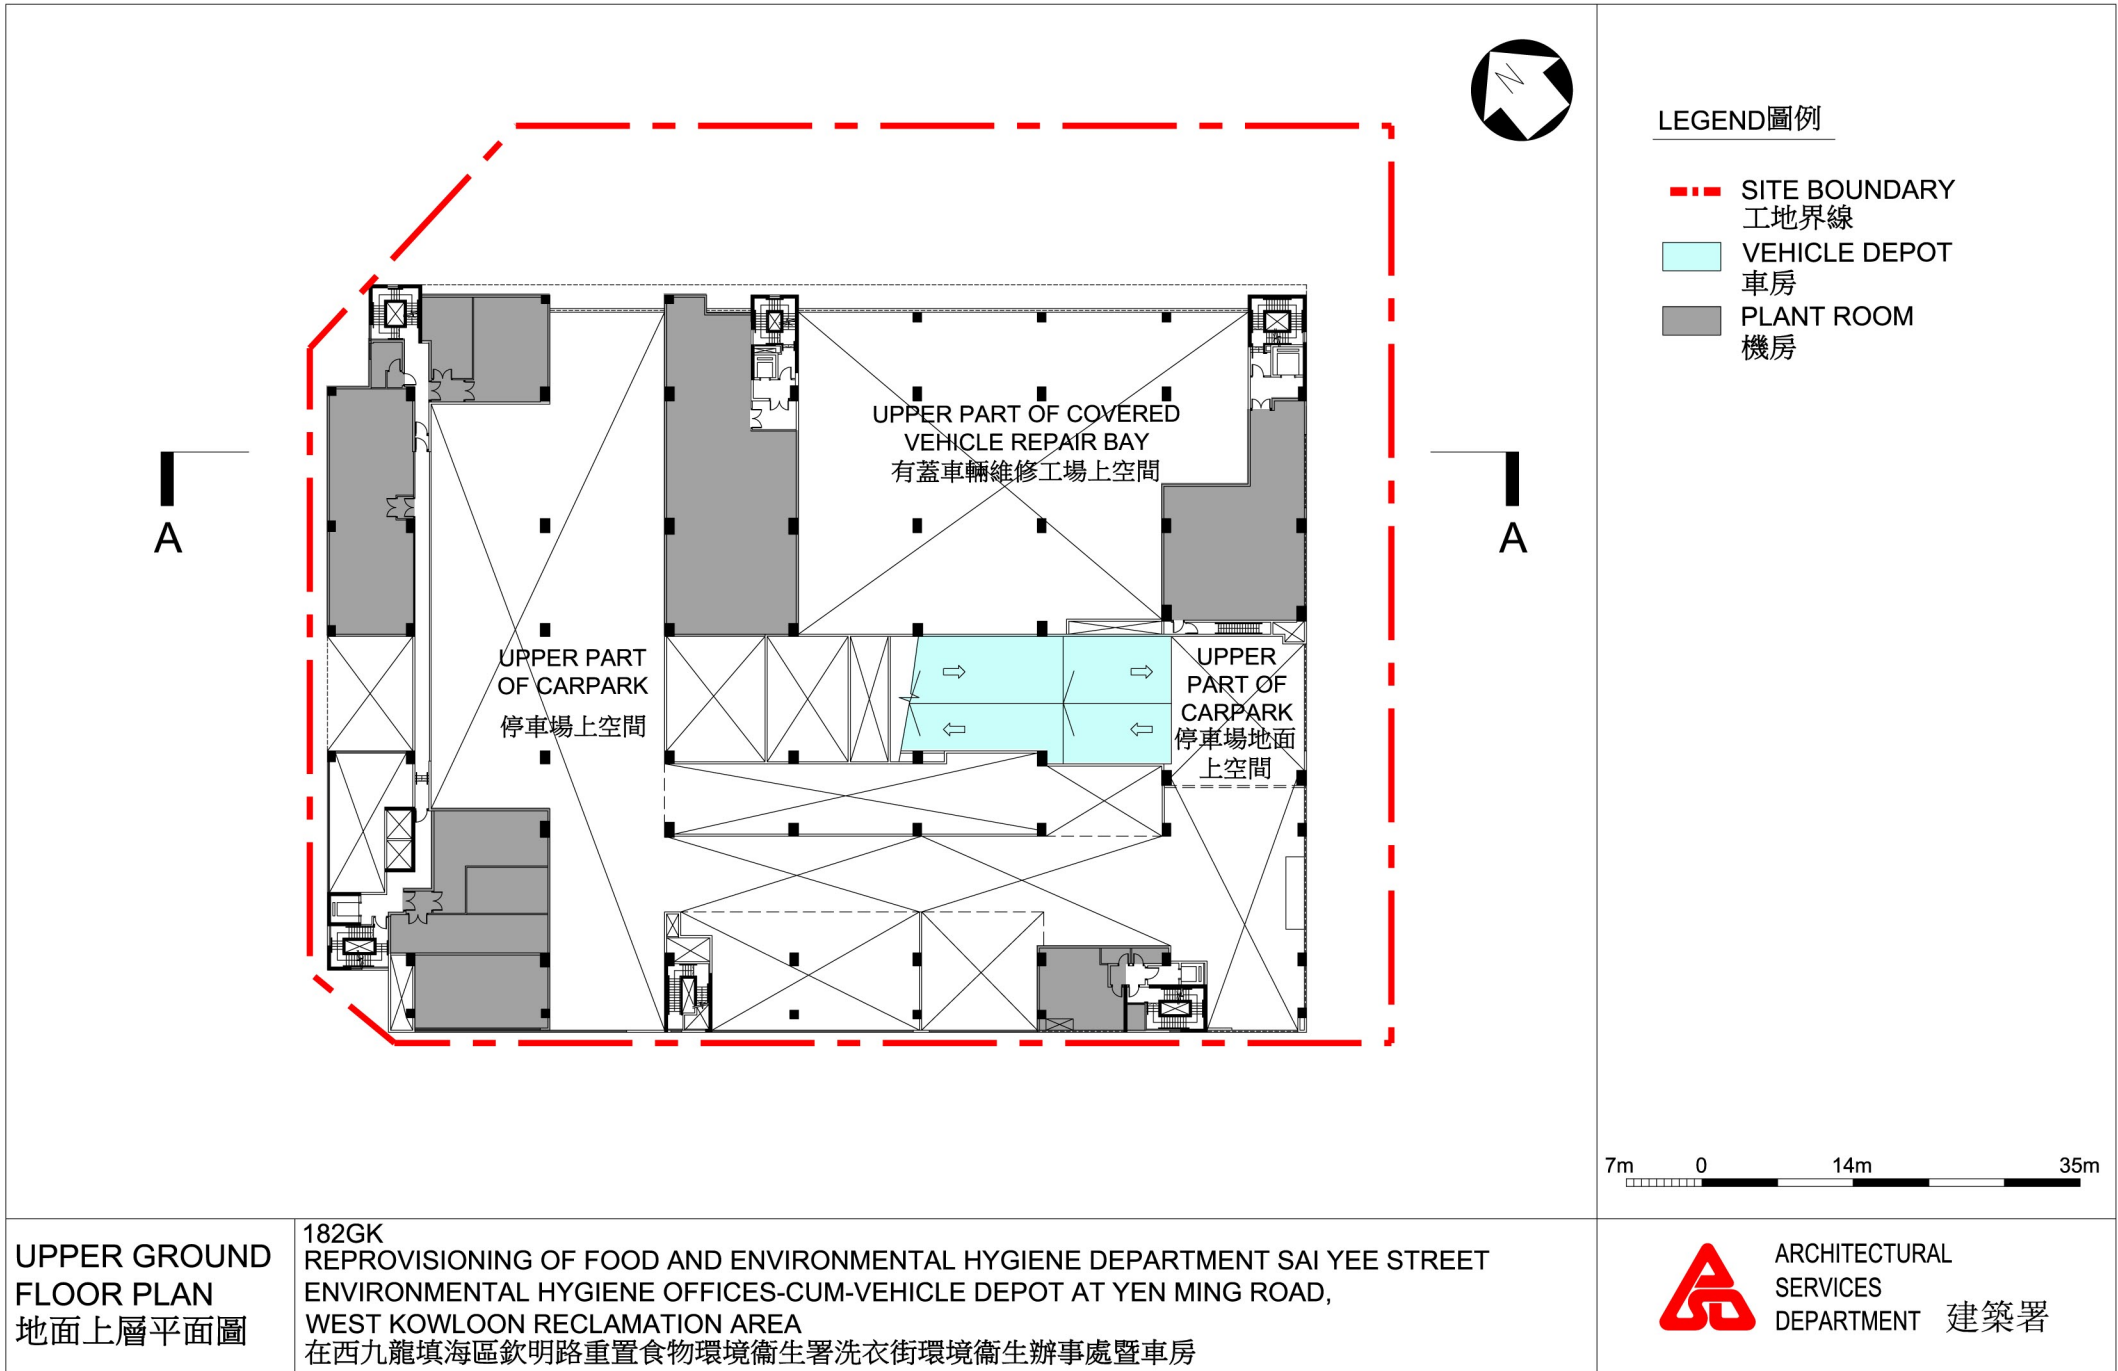 N
LEGEND圖例
SITE BOUNDARY
工地界線
VEHICLE DEPOT
車房
PLANT ROOM
機房
UPPER PART OF COVERED
VEHICLE REPAIR BAY
有蓋車輛維修工場上空間
A
A
UPPER PART
OF CARPARK
停車場上空間
UPPER
PART OF
CARPARK
停車場地面
上空間
7m 0 14m 35m
UPPER GROUND
FLOOR PLAN
地面上層平面圖
182GK
REPROVISIONING OF FOOD AND ENVIRONMENTAL HYGIENE DEPARTMENT SAI YEE STREET
ENVIRONMENTAL HYGIENE OFFICES-CUM-VEHICLE DEPOT AT YEN MING ROAD,
WEST KOWLOON RECLAMATION AREA
在西九龍填海區欽明路重置食物環境衞生署洗衣街環境衞生辦事處暨車房
ARCHITECTURAL
SERVICES
DEPARTMENT 建築署